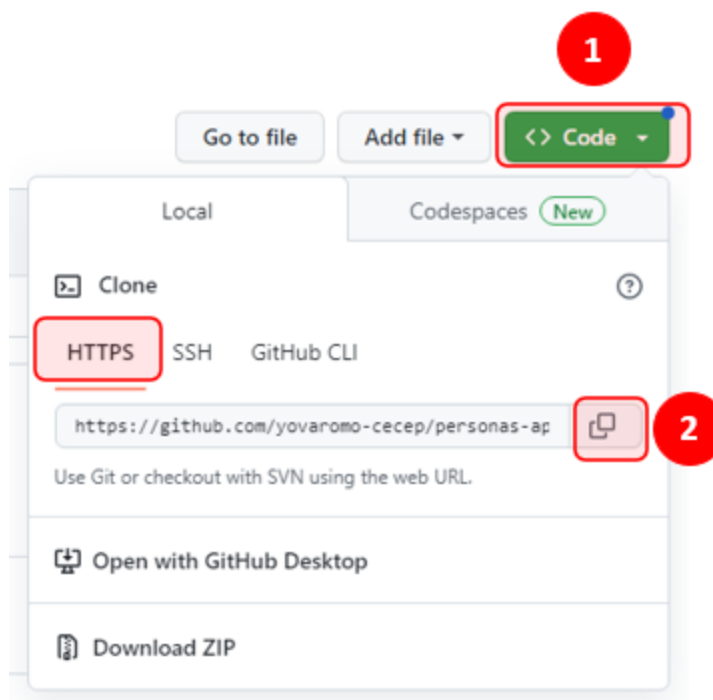 1
Go to file
Add file
<> Code
Local
Codespaces New
Clone
HTTPS SSH GitHub CLI
https://github.com/yovaromo-cecep/personas-ap
2
Use Git or checkout with SVN using the web URL.
Open with GitHub Desktop
Download ZIP